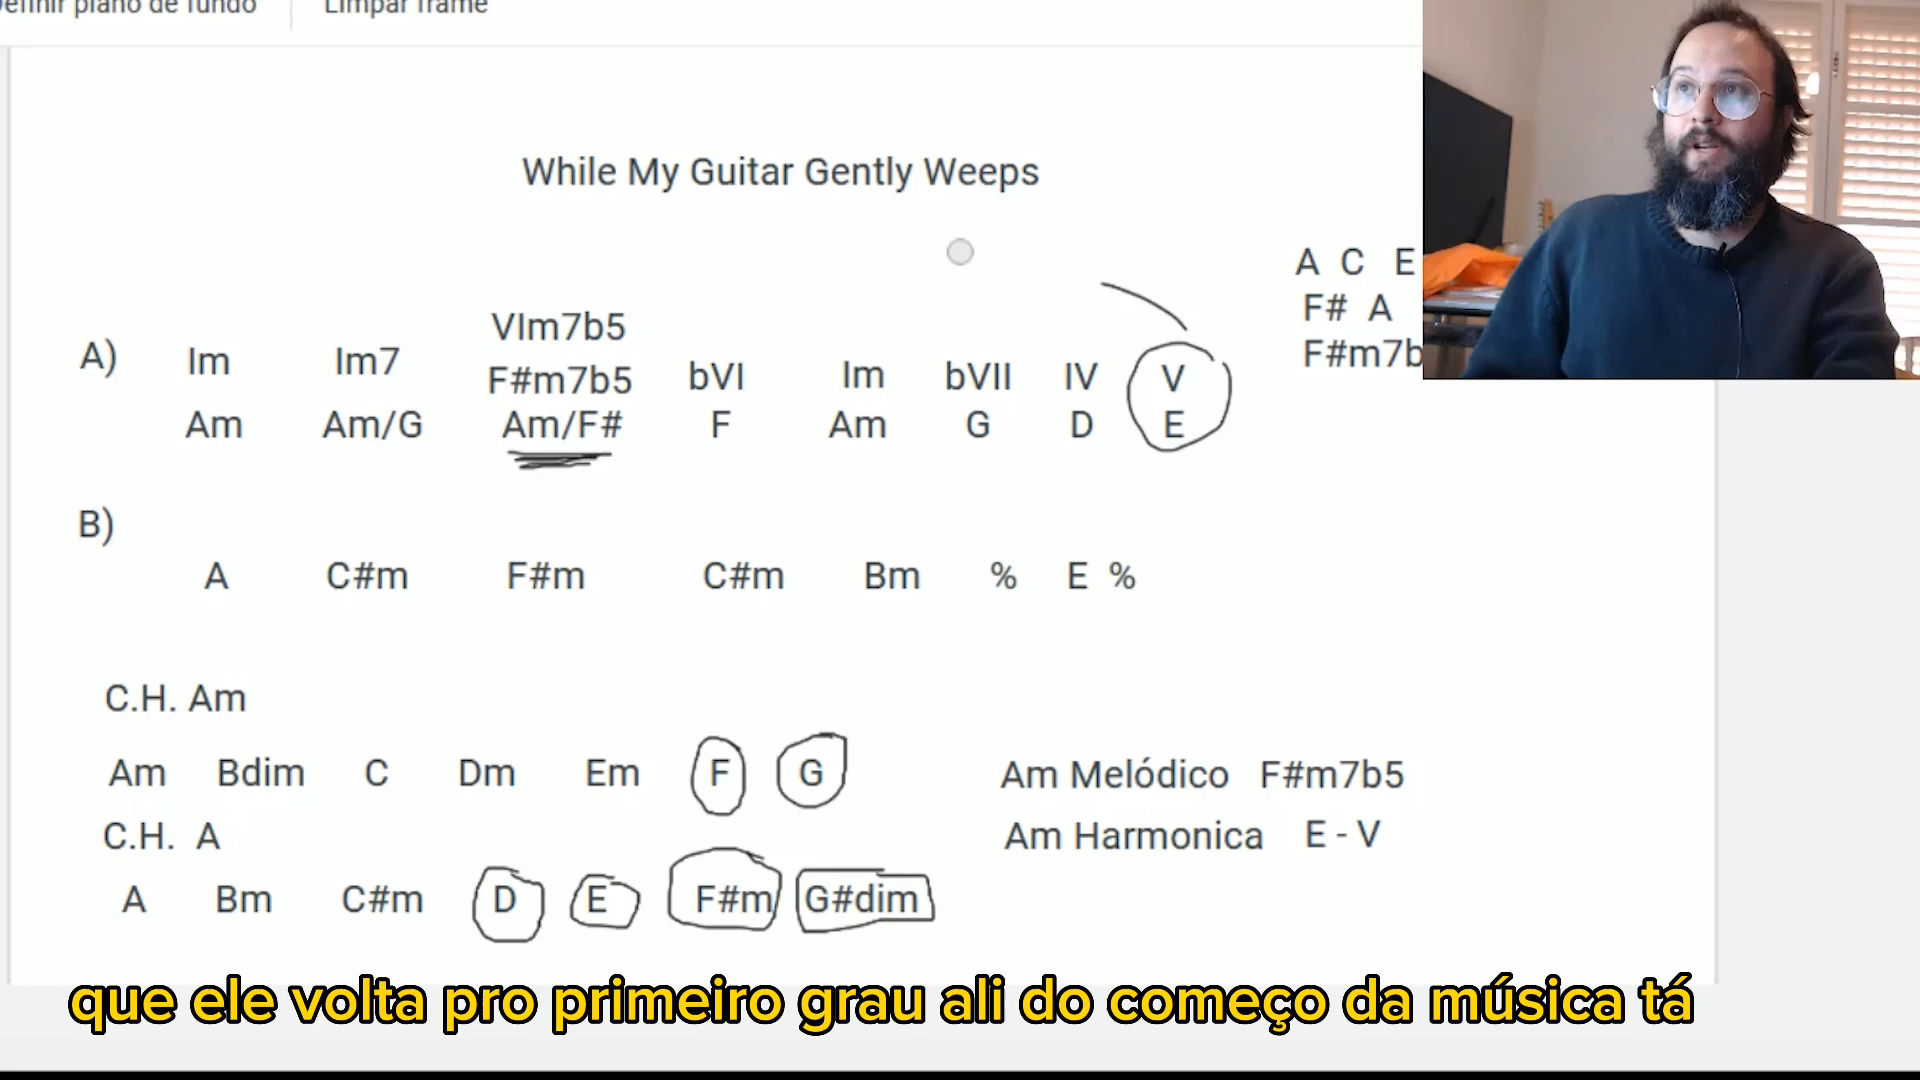 Definir plano de fundo Limpar frame
While My Guitar Gently Weeps
A C E
F# A
F#m7b
VIm7b5
A) Im Im7 F#m7b5 bVI Im bVII IV V
Am Am/G Am/F# F Am G D E
B)
A C#m F#m C#m Bm % E %
C.H. Am
Am Bdim C Dm Em F G Am Melódico F#m7b5
C.H. A Am Harmonica E - V
A Bm C#m D E F#m G#dim
que ele volta pro primeiro grau ali do começo da música tá